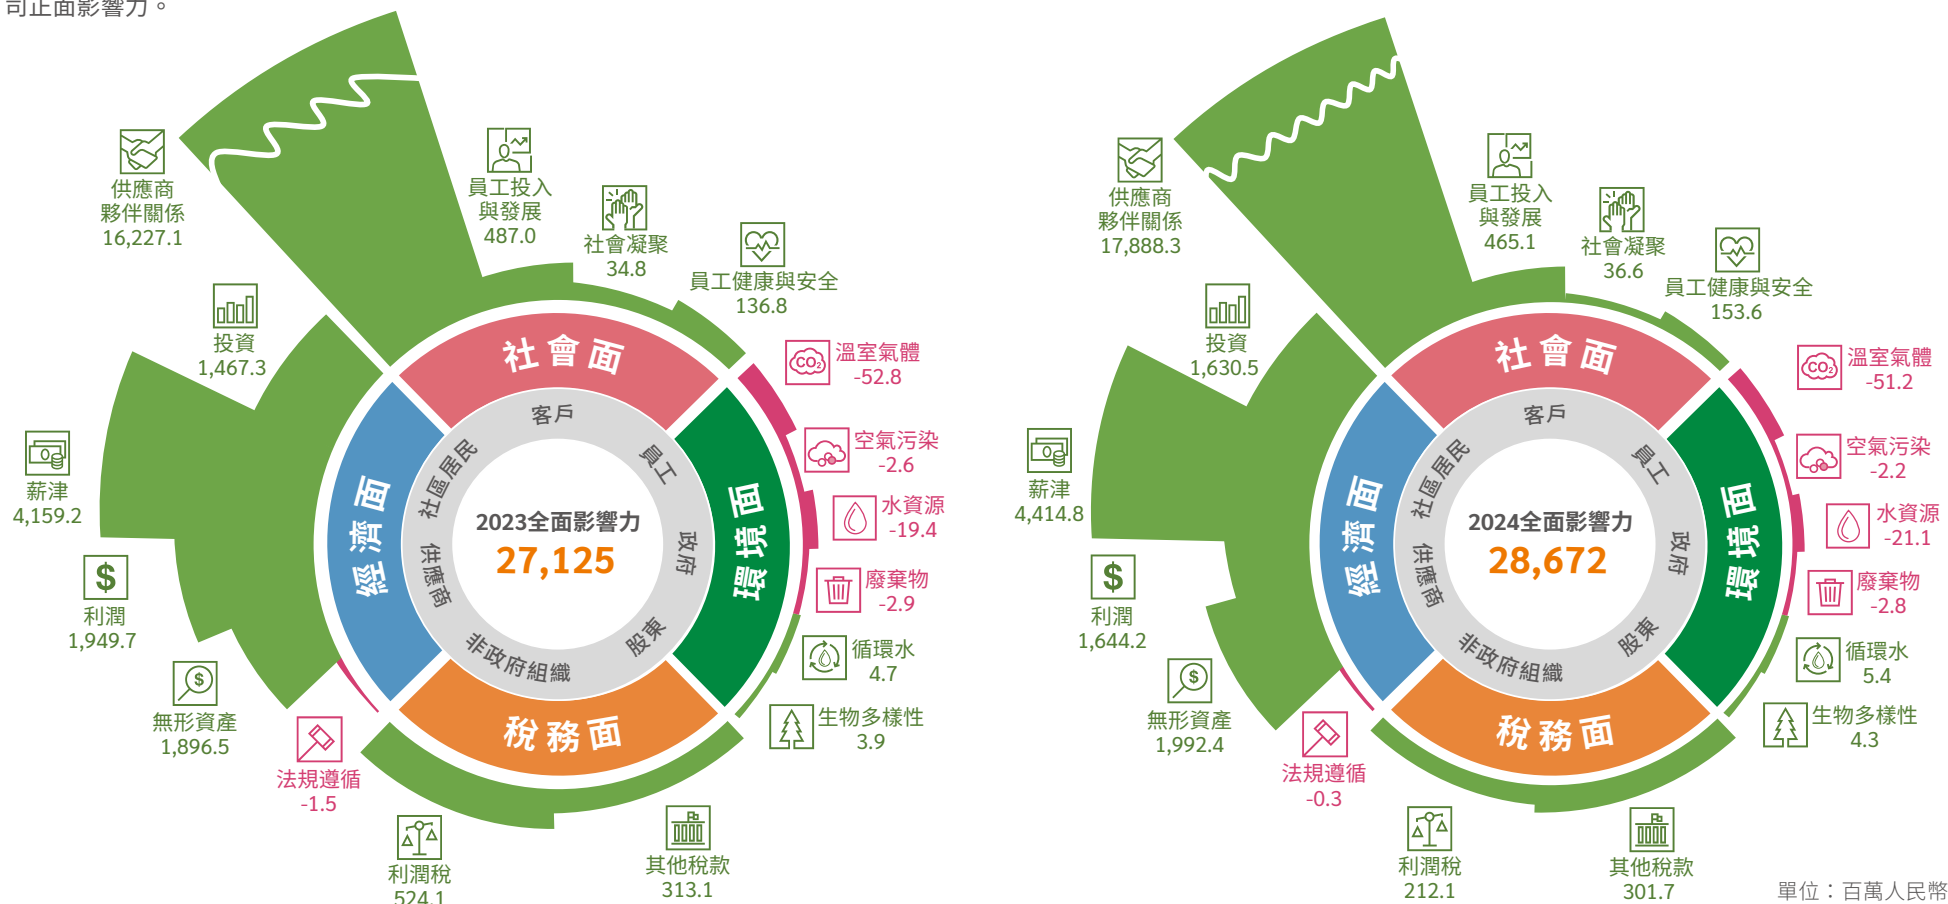 司正面影響力。
供應商
夥伴關係
16,227.1
員工投入
與發展
487.0
社會凝聚
34.8
員工健康與安全
136.8
投資
1,467.3
薪津
4,159.2
利潤
1,949.7
無形資產
1,896.5
法規遵循
-1.5
CO₂
溫室氣體
-52.8
空氣污染
-2.6
水資源
-19.4
廢棄物
-2.9
循環水
4.7
生物多樣性
3.9
利潤稅
524.1
其他稅款
313.1
社會面
環境面
稅務面
經濟面
客戶
員工
政府
股東
非政府組織
供應商
社區居民
2023全面影響力
27,125
供應商
夥伴關係
17,888.3
員工投入
與發展
465.1
社會凝聚
36.6
員工健康與安全
153.6
投資
1,630.5
薪津
4,414.8
利潤
1,644.2
無形資產
1,992.4
法規遵循
-0.3
CO₂
溫室氣體
-51.2
空氣污染
-2.2
水資源
-21.1
廢棄物
-2.8
循環水
5.4
生物多樣性
4.3
利潤稅
212.1
其他稅款
301.7
社會面
環境面
稅務面
經濟面
客戶
員工
政府
股東
非政府組織
供應商
社區居民
2024全面影響力
28,672
單位：百萬人民幣